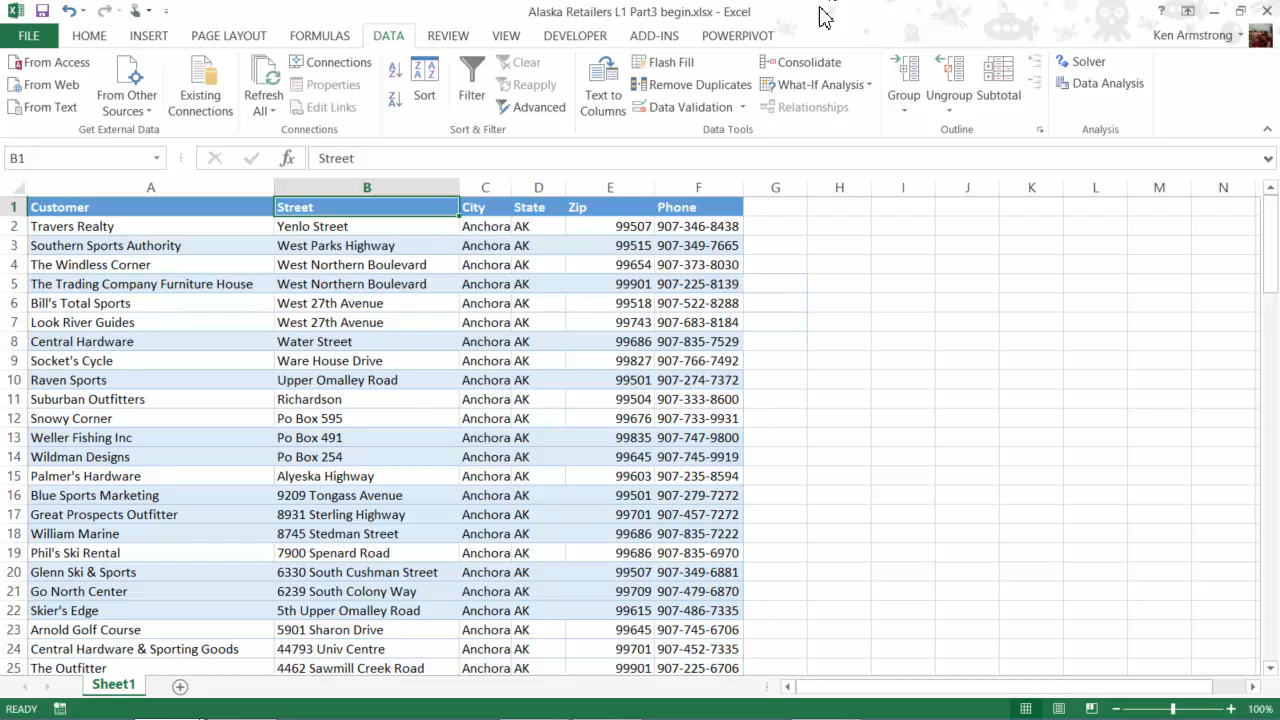 Alaska Retailers L1 Part3 begin.xlsx - Excel
?
FILE HOME INSERT PAGE LAYOUT FORMULAS DATA REVIEW VIEW DEVELOPER ADD-INS POWERPIVOT Ken Armstrong
From Access
From Web
From Text
From Other Sources
Existing Connections
Get External Data
Refresh All
Connections
Properties
Edit Links
Connections
A Z
Z A
Sort
Filter
Clear
Reapply
Advanced
Sort & Filter
Text to Columns
Flash Fill
Remove Duplicates
Data Validation
Consolidate
What-If Analysis
Relationships
Data Tools
Group
Ungroup
Subtotal
Outline
Solver
Data Analysis
Analysis
B1 fx Street
A B C D E F G H I J K L M N
1 Customer Street City State Zip Phone
2 Travers Realty Yenlo Street Anchora AK 99507 907-346-8438
3 Southern Sports Authority West Parks Highway Anchora AK 99515 907-349-7665
4 The Windless Corner West Northern Boulevard Anchora AK 99654 907-373-8030
5 The Trading Company Furniture House West Northern Boulevard Anchora AK 99901 907-225-8139
6 Bill's Total Sports West 27th Avenue Anchora AK 99518 907-522-8288
7 Look River Guides West 27th Avenue Anchora AK 99743 907-683-8184
8 Central Hardware Water Street Anchora AK 99686 907-835-7529
9 Socket's Cycle Ware House Drive Anchora AK 99827 907-766-7492
10 Raven Sports Upper Omalley Road Anchora AK 99501 907-274-7372
11 Suburban Outfitters Richardson Anchora AK 99504 907-333-8600
12 Snowy Corner Po Box 595 Anchora AK 99676 907-733-9931
13 Weller Fishing Inc Po Box 491 Anchora AK 99835 907-747-9800
14 Wildman Designs Po Box 254 Anchora AK 99645 907-745-9919
15 Palmer's Hardware Alyeska Highway Anchora AK 99603 907-235-8594
16 Blue Sports Marketing 9209 Tongass Avenue Anchora AK 99501 907-279-7272
17 Great Prospects Outfitter 8931 Sterling Highway Anchora AK 99701 907-457-7272
18 William Marine 8745 Stedman Street Anchora AK 99686 907-835-7222
19 Phil's Ski Rental 7900 Spenard Road Anchora AK 99686 907-835-6970
20 Glenn Ski & Sports 6330 South Cushman Street Anchora AK 99507 907-349-6881
21 Go North Center 6239 South Colony Way Anchora AK 99709 907-479-6870
22 Skier's Edge 5th Upper Omalley Road Anchora AK 99615 907-486-7335
23 Arnold Golf Course 5901 Sharon Drive Anchora AK 99645 907-745-6706
24 Central Hardware & Sporting Goods 44793 Univ Centre Anchora AK 99701 907-452-7335
25 The Outfitter 4462 Sawmill Creek Road Anchora AK 99901 907-225-6706
Sheet1
READY 100%